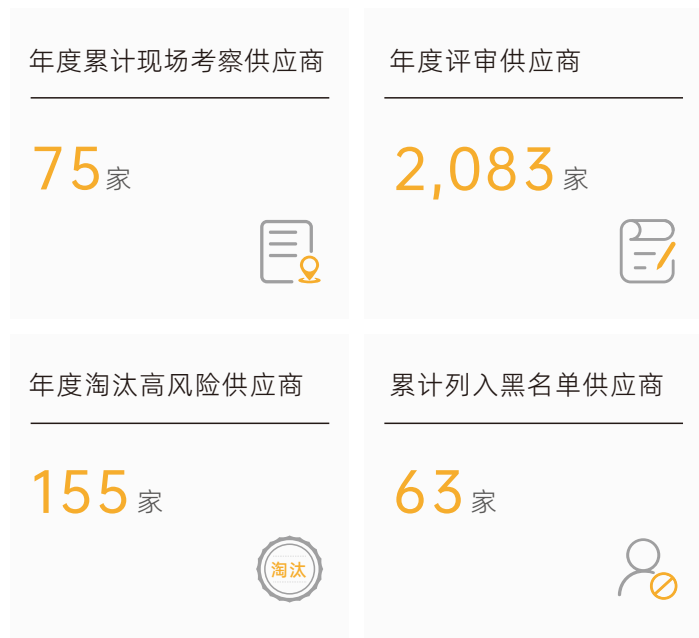 年度累计现场考察供应商
75家
年度评审供应商
2,083家
年度淘汰高风险供应商
155家
淘汰
累计列入黑名单供应商
63家